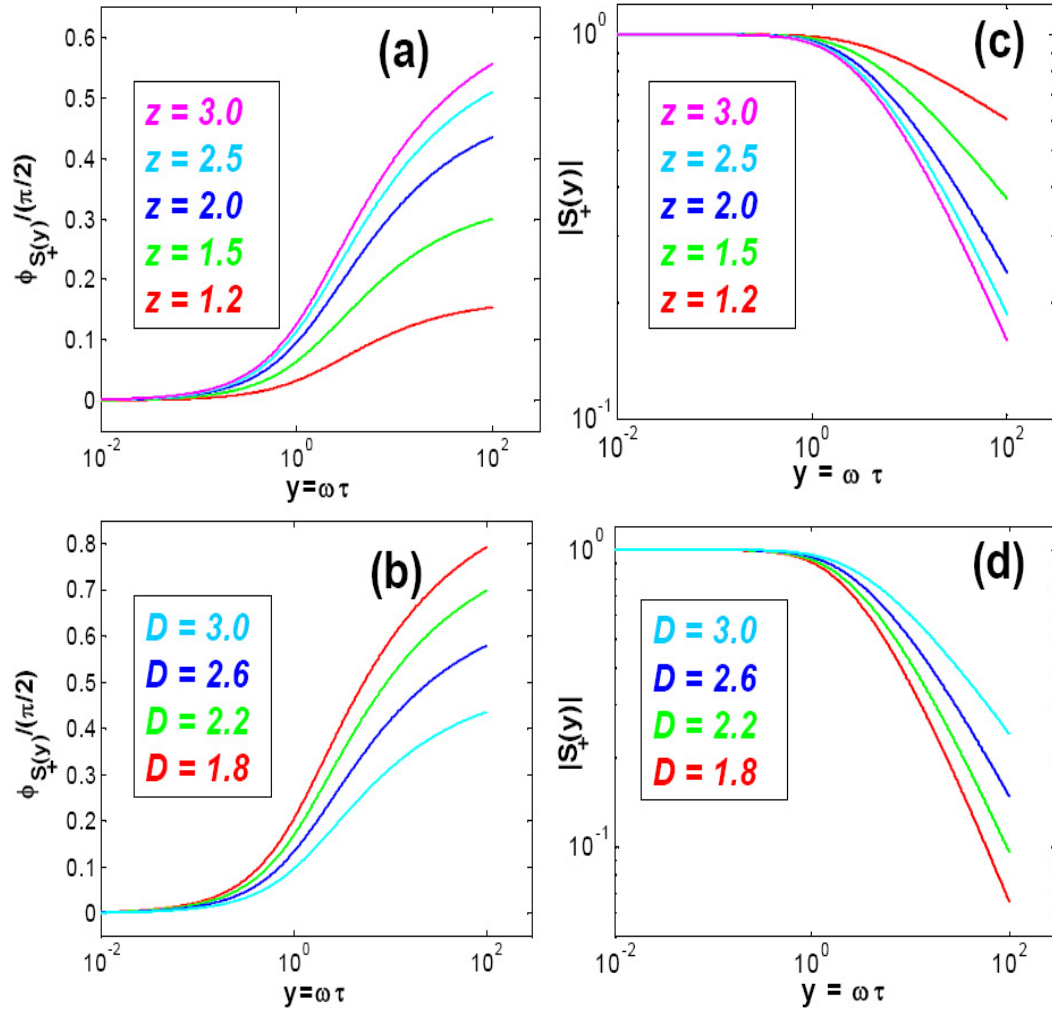 (a)
0.6
0.5
0.4
0.3
0.2
0.1
0
ϕ S₊(y) /(π/2)
z = 3.0
z = 2.5
z = 2.0
z = 1.5
z = 1.2
10⁻² 10⁰ 10²
y=ωτ
(c)
10⁰
10⁻¹
|S₊(y)|
z = 3.0
z = 2.5
z = 2.0
z = 1.5
z = 1.2
10⁻² 10⁰ 10²
y = ω τ
(b)
0.8
0.7
0.6
0.5
0.4
0.3
0.2
0.1
0
ϕ S₊(y) /(π/2)
D = 3.0
D = 2.6
D = 2.2
D = 1.8
10⁻² 10⁰ 10²
y=ωτ
(d)
10⁰
10⁻¹
|S₊(y)|
D = 3.0
D = 2.6
D = 2.2
D = 1.8
10⁻² 10⁰ 10²
y = ω τ